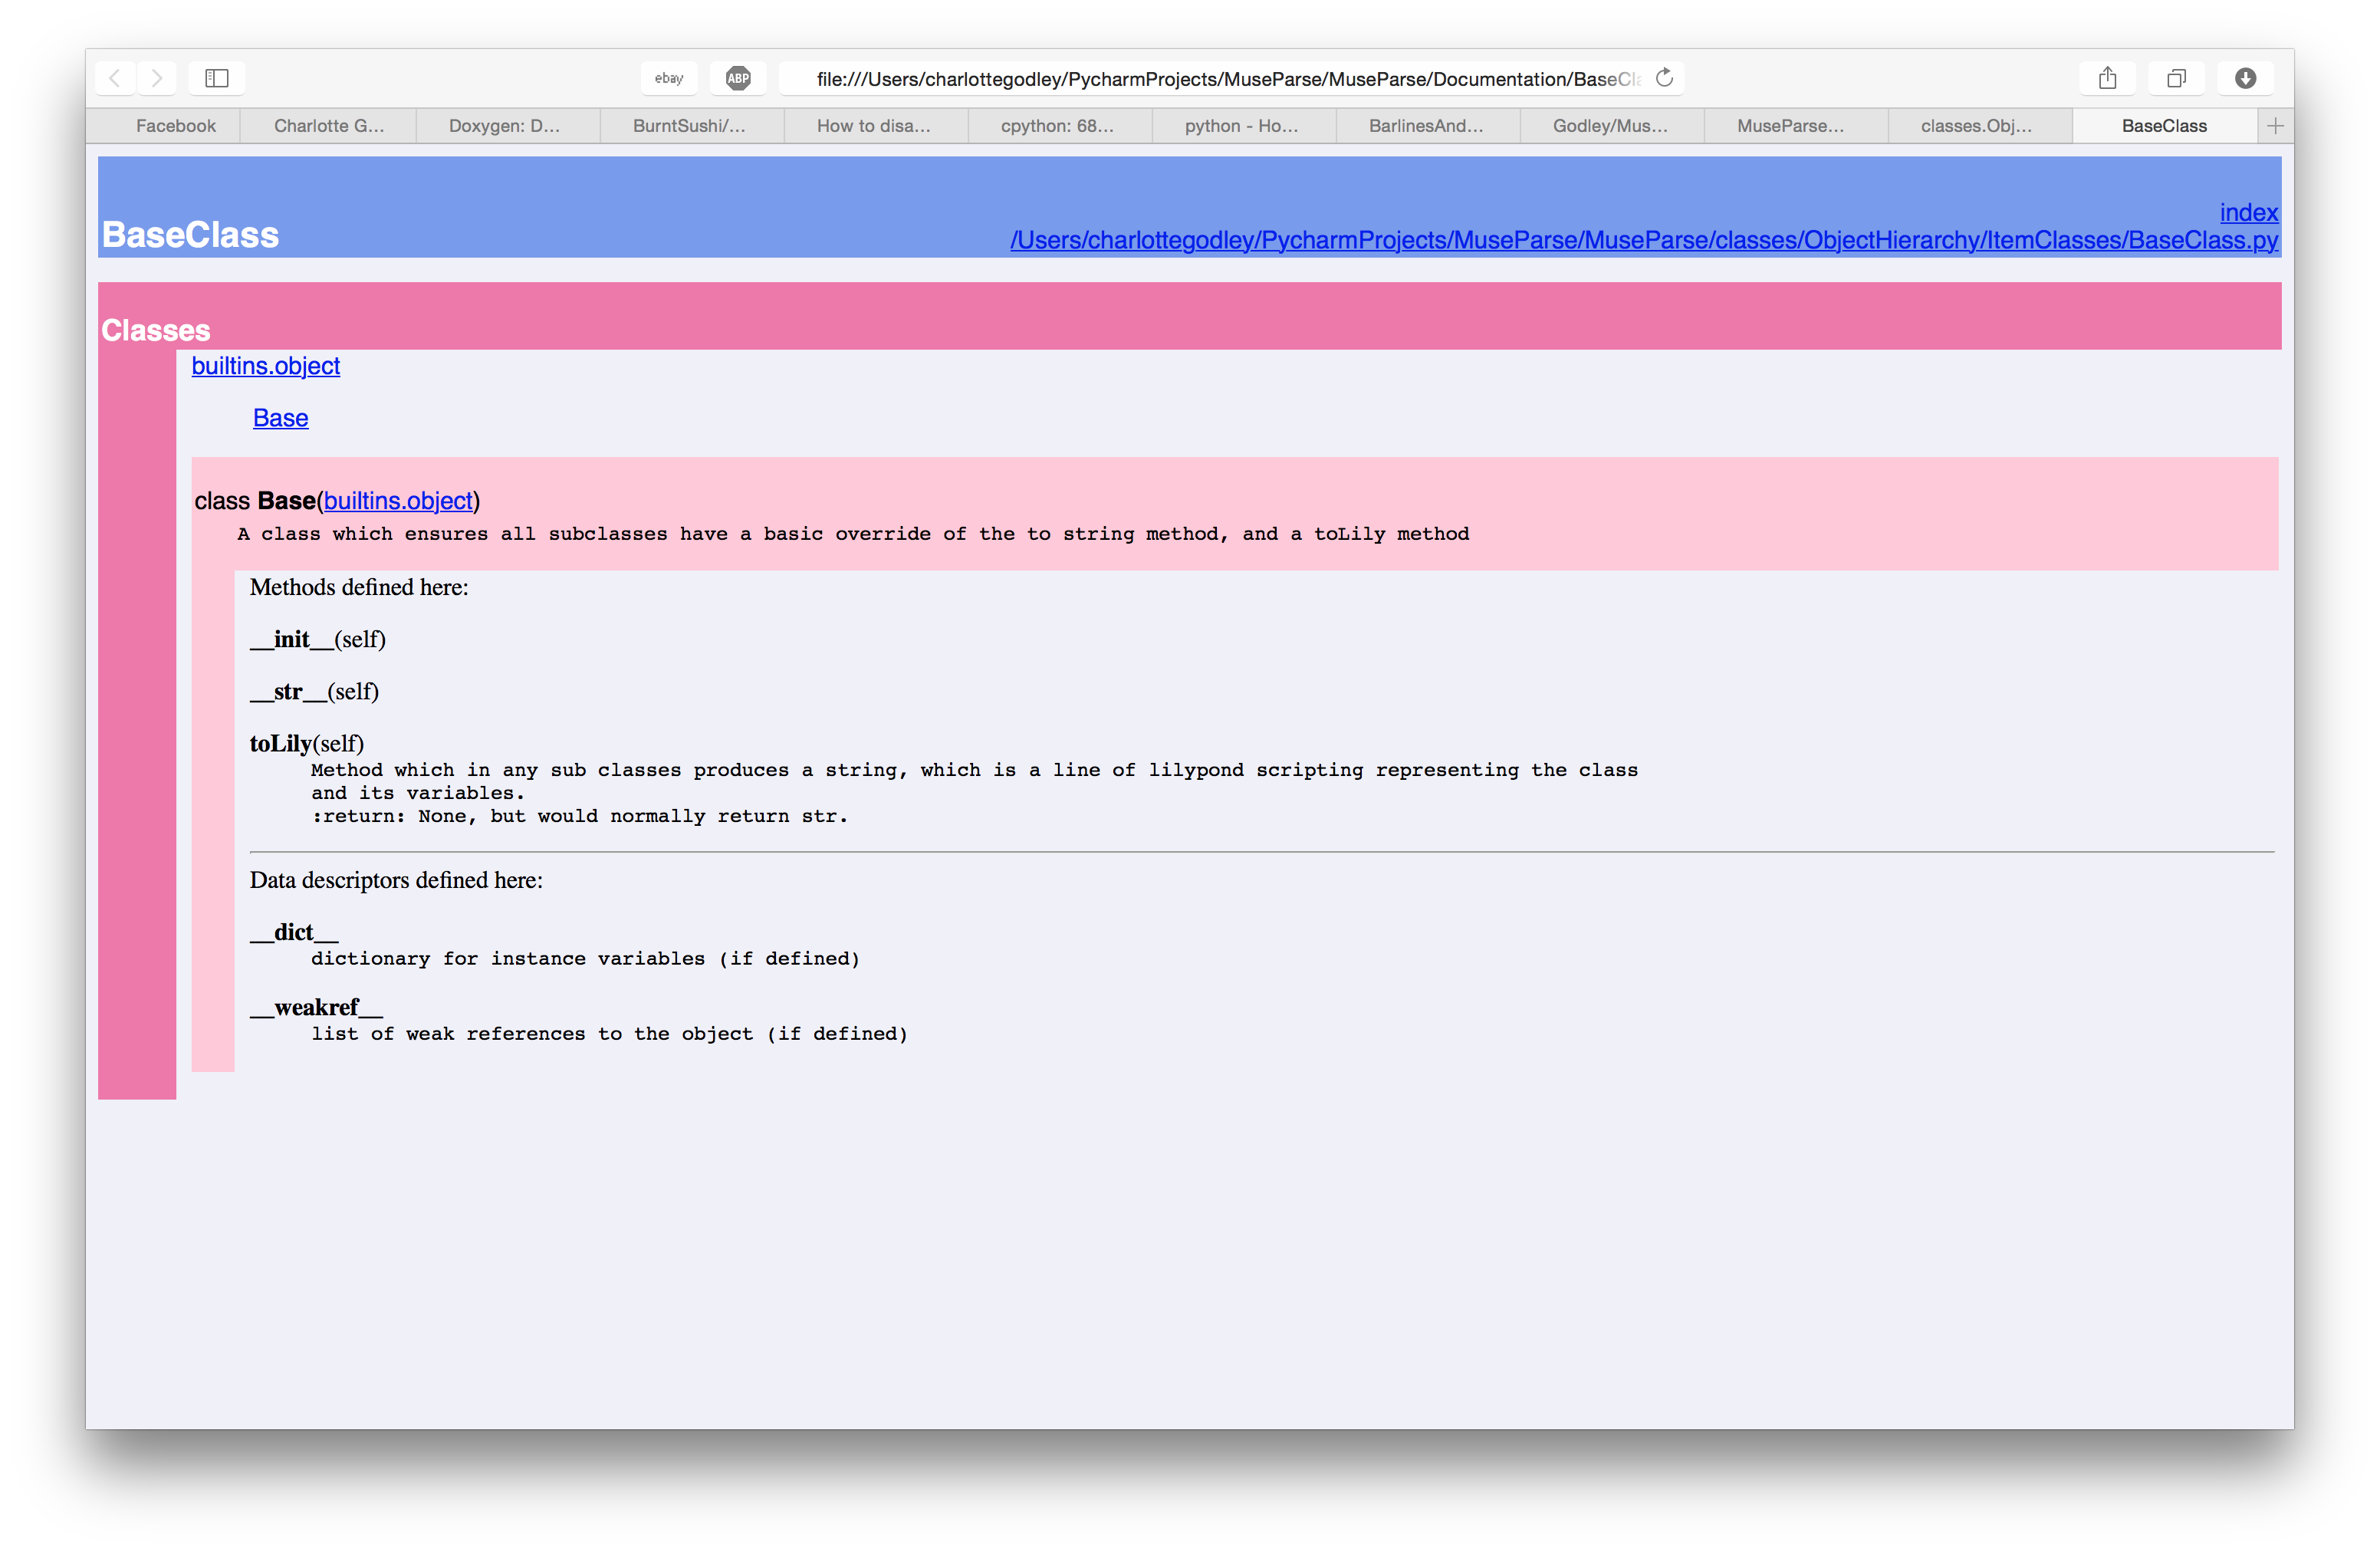 ebay ABP file:///Users/charlottegodley/PycharmProjects/MuseParse/MuseParse/Documentation/BaseCla
Facebook Charlotte G... Doxygen: D... BurntSushi/... How to disa... cpython: 68... python - Ho... BarlinesAnd... Godley/Mus... MuseParse... classes.Obj... BaseClass
index
BaseClass /Users/charlottegodley/PycharmProjects/MuseParse/MuseParse/classes/ObjectHierarchy/ItemClasses/BaseClass.py
Classes
builtins.object
Base
class Base(builtins.object)
A class which ensures all subclasses have a basic override of the to string method, and a toLily method
Methods defined here:
__init__(self)
__str__(self)
toLily(self)
Method which in any sub classes produces a string, which is a line of lilypond scripting representing the class
and its variables.
:return: None, but would normally return str.
Data descriptors defined here:
__dict__
dictionary for instance variables (if defined)
__weakref__
list of weak references to the object (if defined)